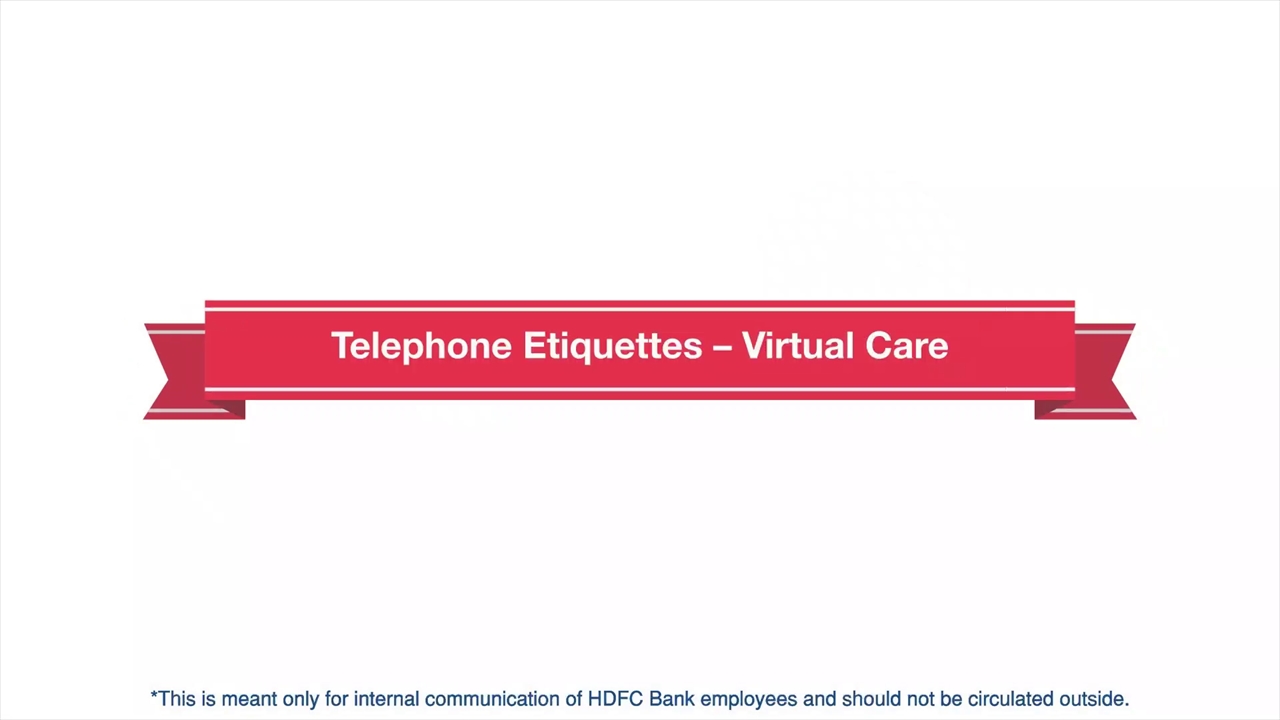 Telephone Etiquettes – Virtual Care
*This is meant only for internal communication of HDFC Bank employees and should not be circulated outside.